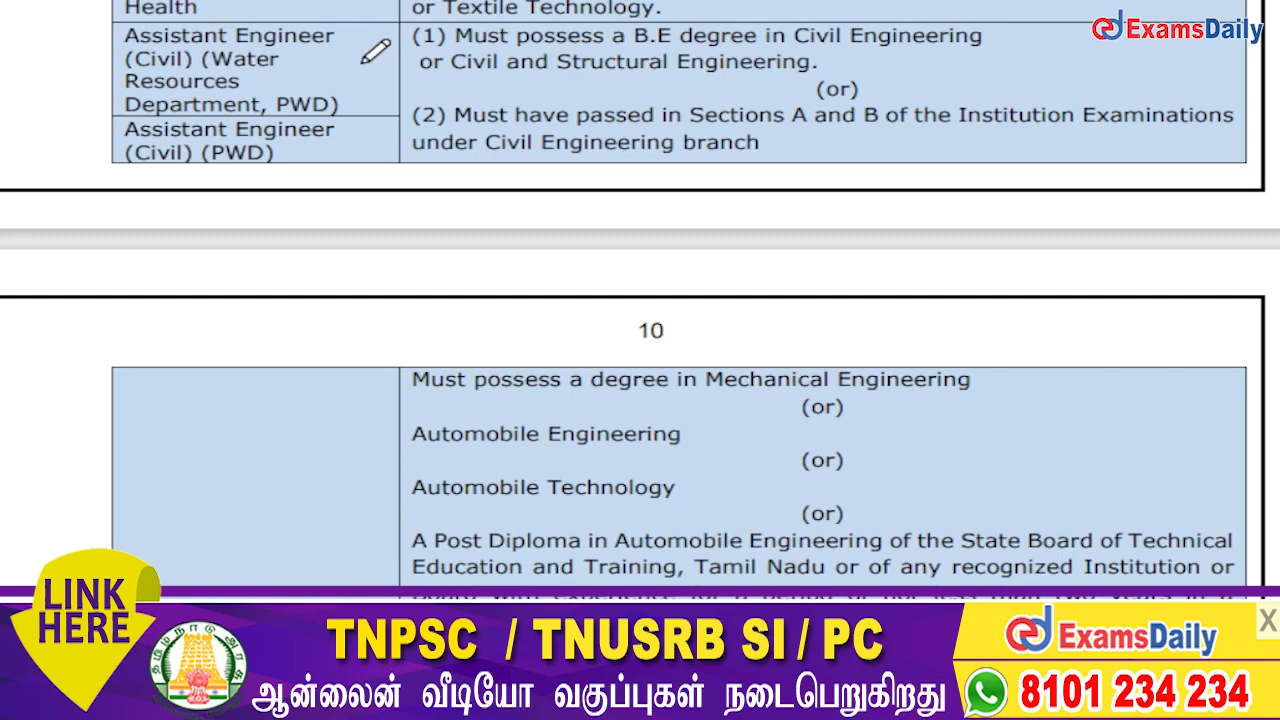 Health
or Textile Technology.
ExamsDaily
Assistant Engineer
(Civil) (Water
Resources
Department, PWD)
(1) Must possess a B.E degree in Civil Engineering
or Civil and Structural Engineering.
(or)
(2) Must have passed in Sections A and B of the Institution Examinations
under Civil Engineering branch
Assistant Engineer
(Civil) (PWD)
10
Must possess a degree in Mechanical Engineering
(or)
Automobile Engineering
(or)
Automobile Technology
(or)
A Post Diploma in Automobile Engineering of the State Board of Technical
Education and Training, Tamil Nadu or of any recognized Institution or
LINK
HERE
TNPSC / TNUSRB SI / PC
ஆன்லைன் வீடியோ வகுப்புகள் நடைபெறுகிறது
ExamsDaily
8101 234 234
X